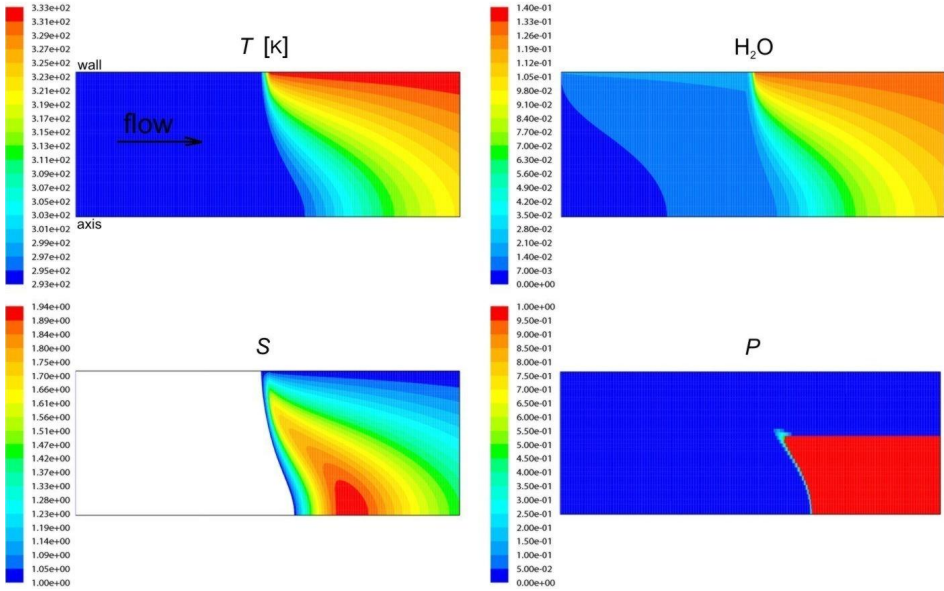 3.33e+02
3.31e+02
3.29e+02
3.27e+02
3.25e+02
3.23e+02
3.21e+02
3.19e+02
3.17e+02
3.15e+02
3.13e+02
3.11e+02
3.09e+02
3.07e+02
3.05e+02
3.03e+02
3.01e+02
2.99e+02
2.97e+02
2.95e+02
2.93e+02
T [K]
wall
flow
axis
1.40e-01
1.33e-01
1.26e-01
1.19e-01
1.12e-01
1.05e-01
9.80e-02
9.10e-02
8.40e-02
7.70e-02
7.00e-02
6.30e-02
5.60e-02
4.90e-02
4.20e-02
3.50e-02
2.80e-02
2.10e-02
1.40e-02
7.00e-03
0.00e+00
H₂O
1.94e+00
1.89e+00
1.84e+00
1.80e+00
1.75e+00
1.70e+00
1.66e+00
1.61e+00
1.56e+00
1.51e+00
1.47e+00
1.42e+00
1.37e+00
1.33e+00
1.28e+00
1.23e+00
1.19e+00
1.14e+00
1.09e+00
1.05e+00
1.00e+00
S
1.00e+00
9.50e-01
9.00e-01
8.50e-01
8.00e-01
7.50e-01
7.00e-01
6.50e-01
6.00e-01
5.50e-01
5.00e-01
4.50e-01
4.00e-01
3.50e-01
3.00e-01
2.50e-01
2.00e-01
1.50e-01
1.00e-01
5.00e-02
0.00e+00
P